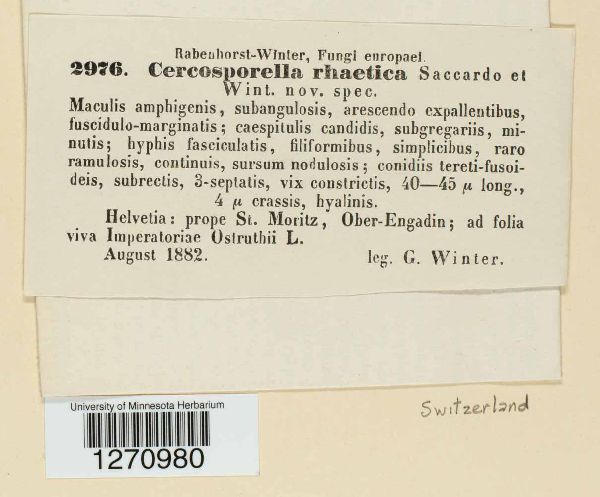 Rabenhorst-Winter, Fungi europaei.
2976. Cercosporella rhaetica Saccardo et
Wint. nov. spec.
Maculis amphigenis, subangulosis, arescendo expallentibus,
fuscidulo-marginatis; caespitulis candidis, subgregariis, mi-
nutis; hyphis fasciculatis, filiformibus, simplicibus, raro
ramulosis, continuis, sursum nodulosis; conidiis tereti-fusoi-
deis, subrectis, 3-septatis, vix constrictis, 40—45 μ long.,
4 μ crassis, hyalinis.
Helvetia: prope St. Moritz, Ober-Engadin; ad folia
viva Imperatoriae Ostruthii L.
August 1882. leg. G. Winter.
Switzerland
University of Minnesota Herbarium
1270980